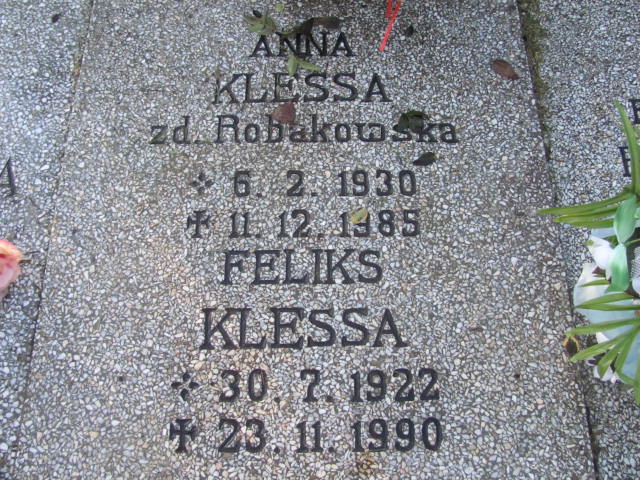 ANNA
KLESSA
zd. Robakowska
6. 2. 1930
11. 12. 1985
FELIKS
KLESSA
30. 7. 1922
23. 11. 1990